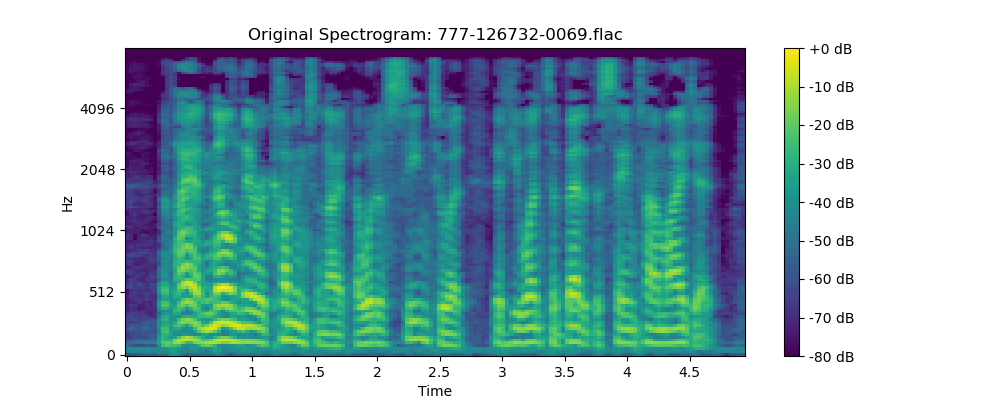 Original Spectrogram: 777-126732-0069.flac
Hz
4096
2048
1024
512
0
0 0.5 1 1.5 2 2.5 3 3.5 4 4.5
Time
+0 dB
-10 dB
-20 dB
-30 dB
-40 dB
-50 dB
-60 dB
-70 dB
-80 dB